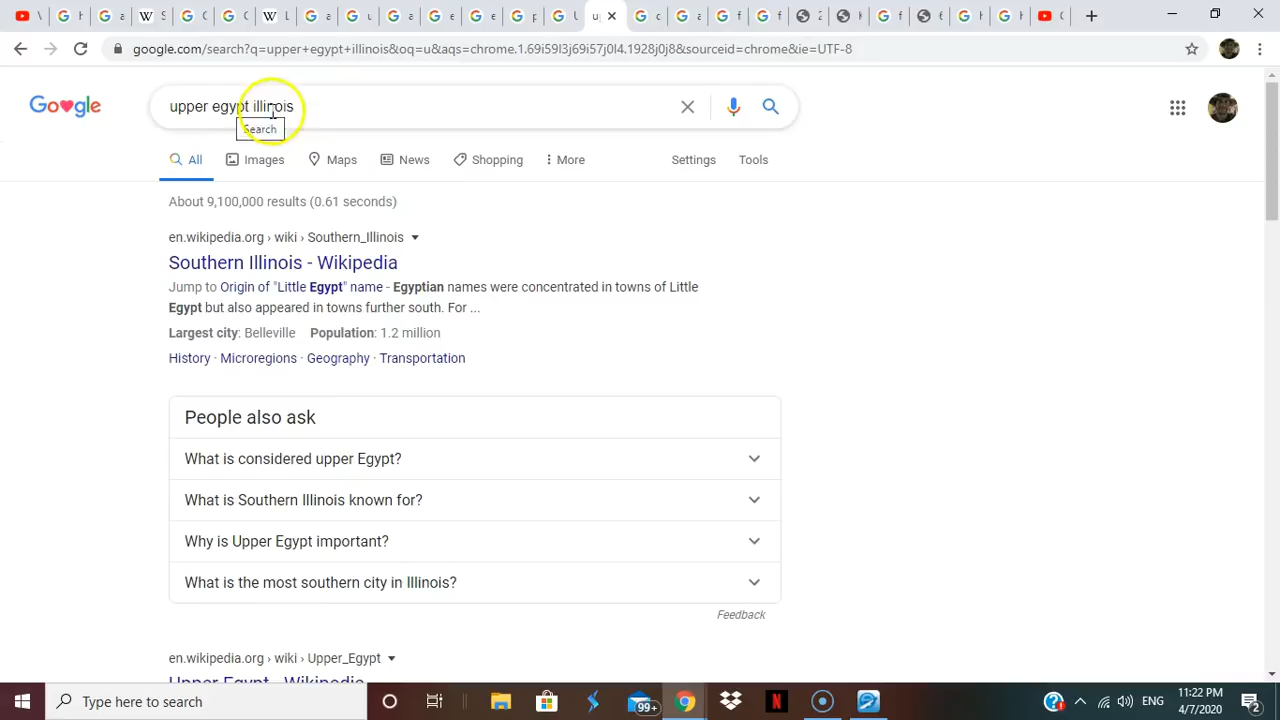 google.com/search?q=upper+egypt+illinois&oq=u&aqs=chrome.1.69i59l3j69i57j0l4.1928j0j8&sourceid=chrome&ie=UTF-8
upper egypt illinois
Search
All Images Maps News Shopping More Settings Tools
About 9,100,000 results (0.61 seconds)
en.wikipedia.org › wiki › Southern_Illinois
Southern Illinois - Wikipedia
Jump to Origin of "Little Egypt" name - Egyptian names were concentrated in towns of Little
Egypt but also appeared in towns further south. For ...
Largest city: Belleville Population: 1.2 million
History · Microregions · Geography · Transportation
People also ask
What is considered upper Egypt?
What is Southern Illinois known for?
Why is Upper Egypt important?
What is the most southern city in Illinois?
Feedback
en.wikipedia.org › wiki › Upper_Egypt
Upper Egypt - Wikipedia
Type here to search
99+
ENG
11:22 PM
4/7/2020
2